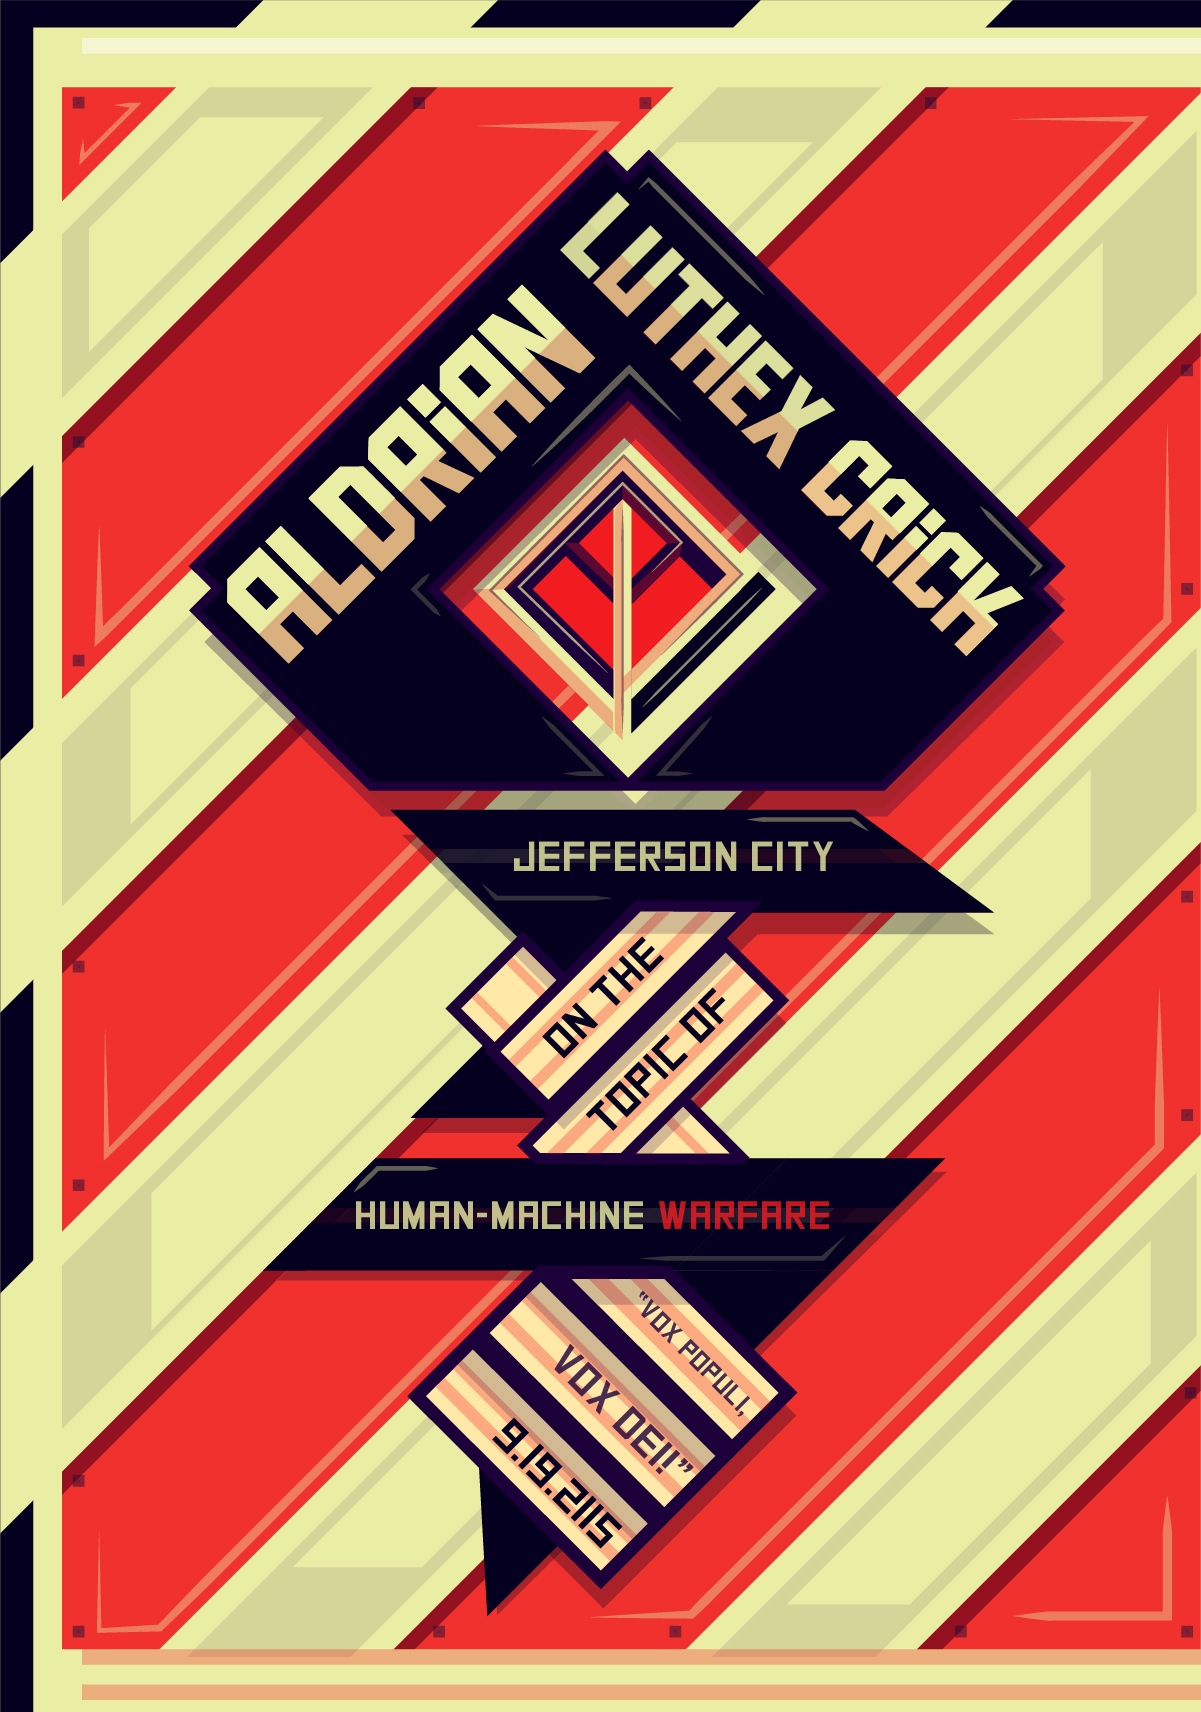 ALDRiAN
LUTHEX CRiCK
JEFFERSON CITY
ON THE
TOPIC OF
HUMAN-MACHINE WARFARE
“VOX POPULI,
VOX DEI!”
9.19.2115